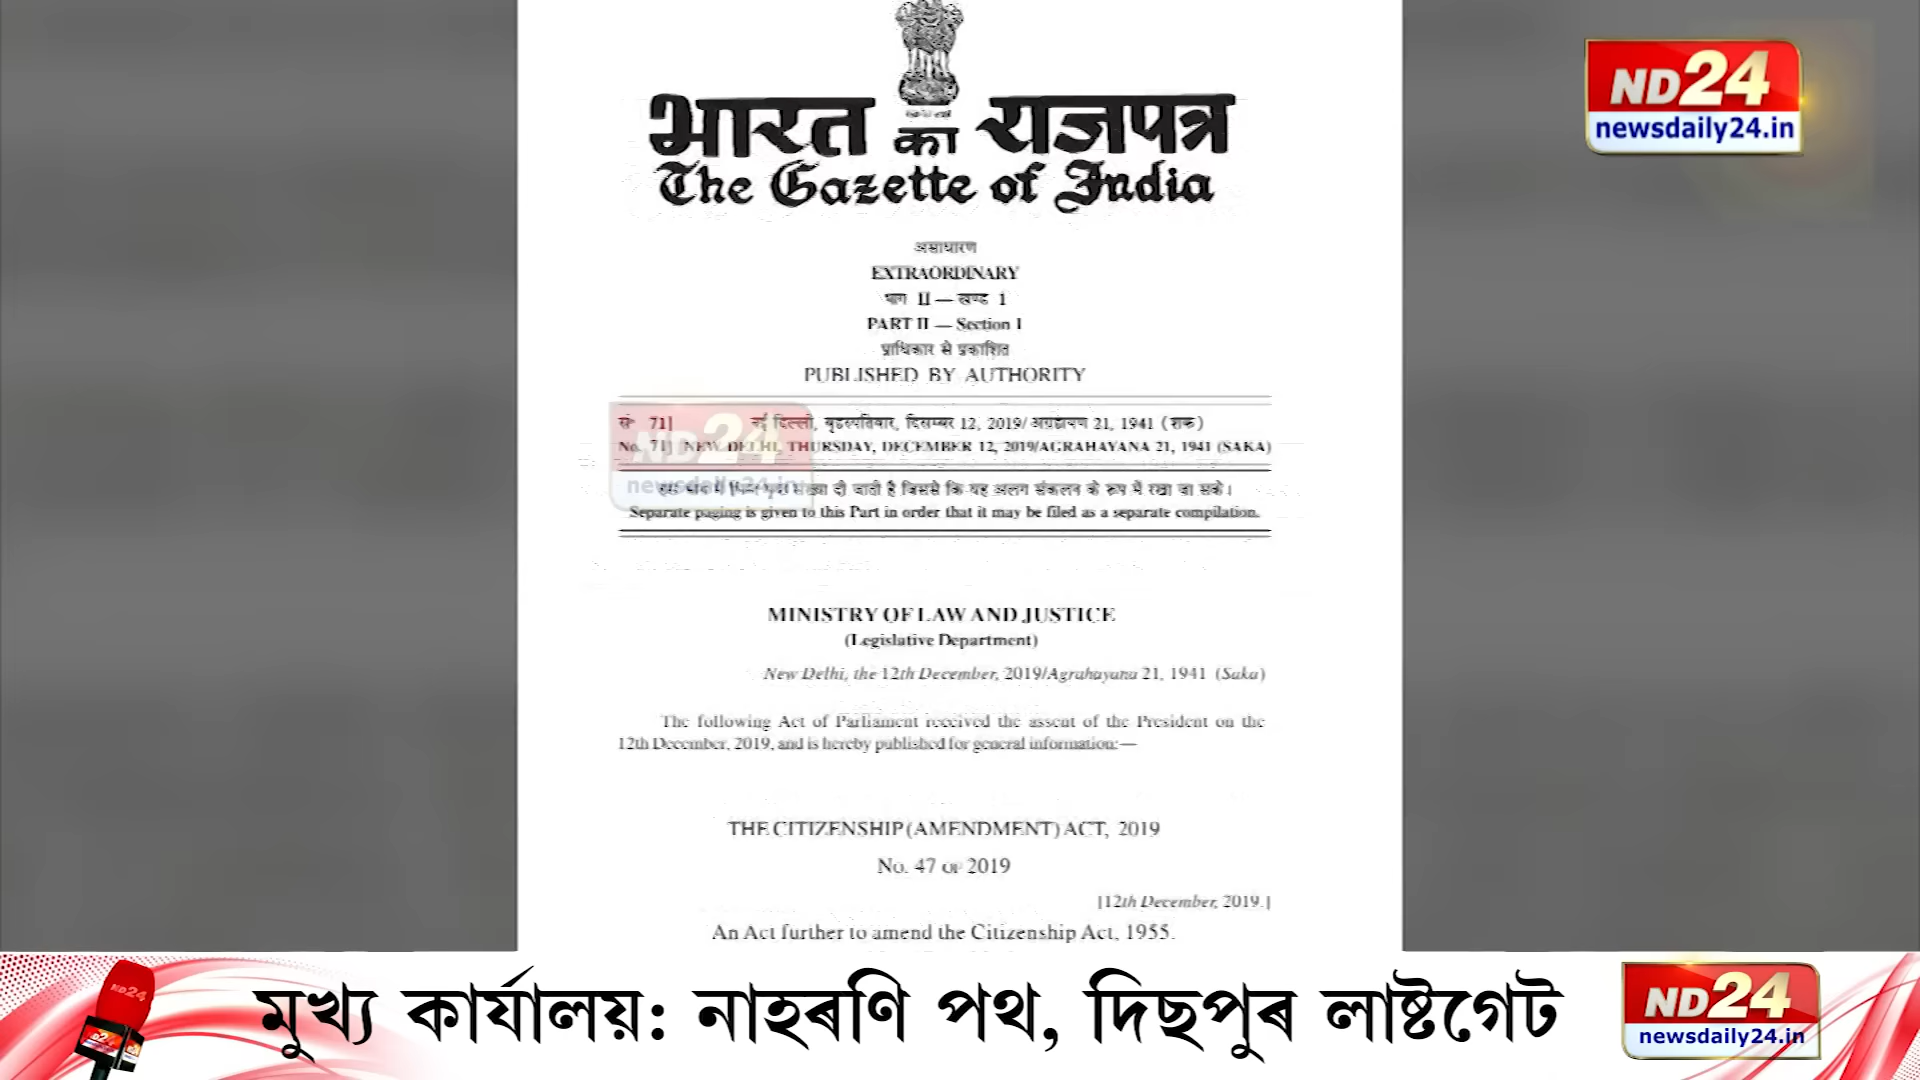 भारत का राजपत्र
The Gazette of India
असाधारण
EXTRAORDINARY
भाग II — खण्ड 1
PART II — Section 1
प्राधिकार से प्रकाशित
PUBLISHED BY AUTHORITY
सं 71] नई दिल्ली, बृहस्पतिवार, दिसम्बर 12, 2019/ अग्रहायण 21, 1941 (शक)
No. 71] NEW DELHI, THURSDAY, DECEMBER 12, 2019/AGRAHAYANA 21, 1941 (SAKA)
इस भाग में भिन्न पृष्ठ संख्या दी जाती है जिससे कि यह अलग संकलन के रूप में रखा जा सके।
Separate paging is given to this Part in order that it may be filed as a separate compilation.
MINISTRY OF LAW AND JUSTICE
(Legislative Department)
New Delhi, the 12th December, 2019/Agrahayana 21, 1941 (Saka)
The following Act of Parliament received the assent of the President on the
12th December, 2019, and is hereby published for general information:—
THE CITIZENSHIP (AMENDMENT) ACT, 2019
NO. 47 OF 2019
[12th December, 2019.]
An Act further to amend the Citizenship Act, 1955.
ND24
newsdaily24.in
ND24
newsdaily24.in
ND24
মুখ্য কাৰ্যালয়: নাহৰণি পথ, দিছপুৰ লাষ্টগেট
ND24
newsdaily24.in